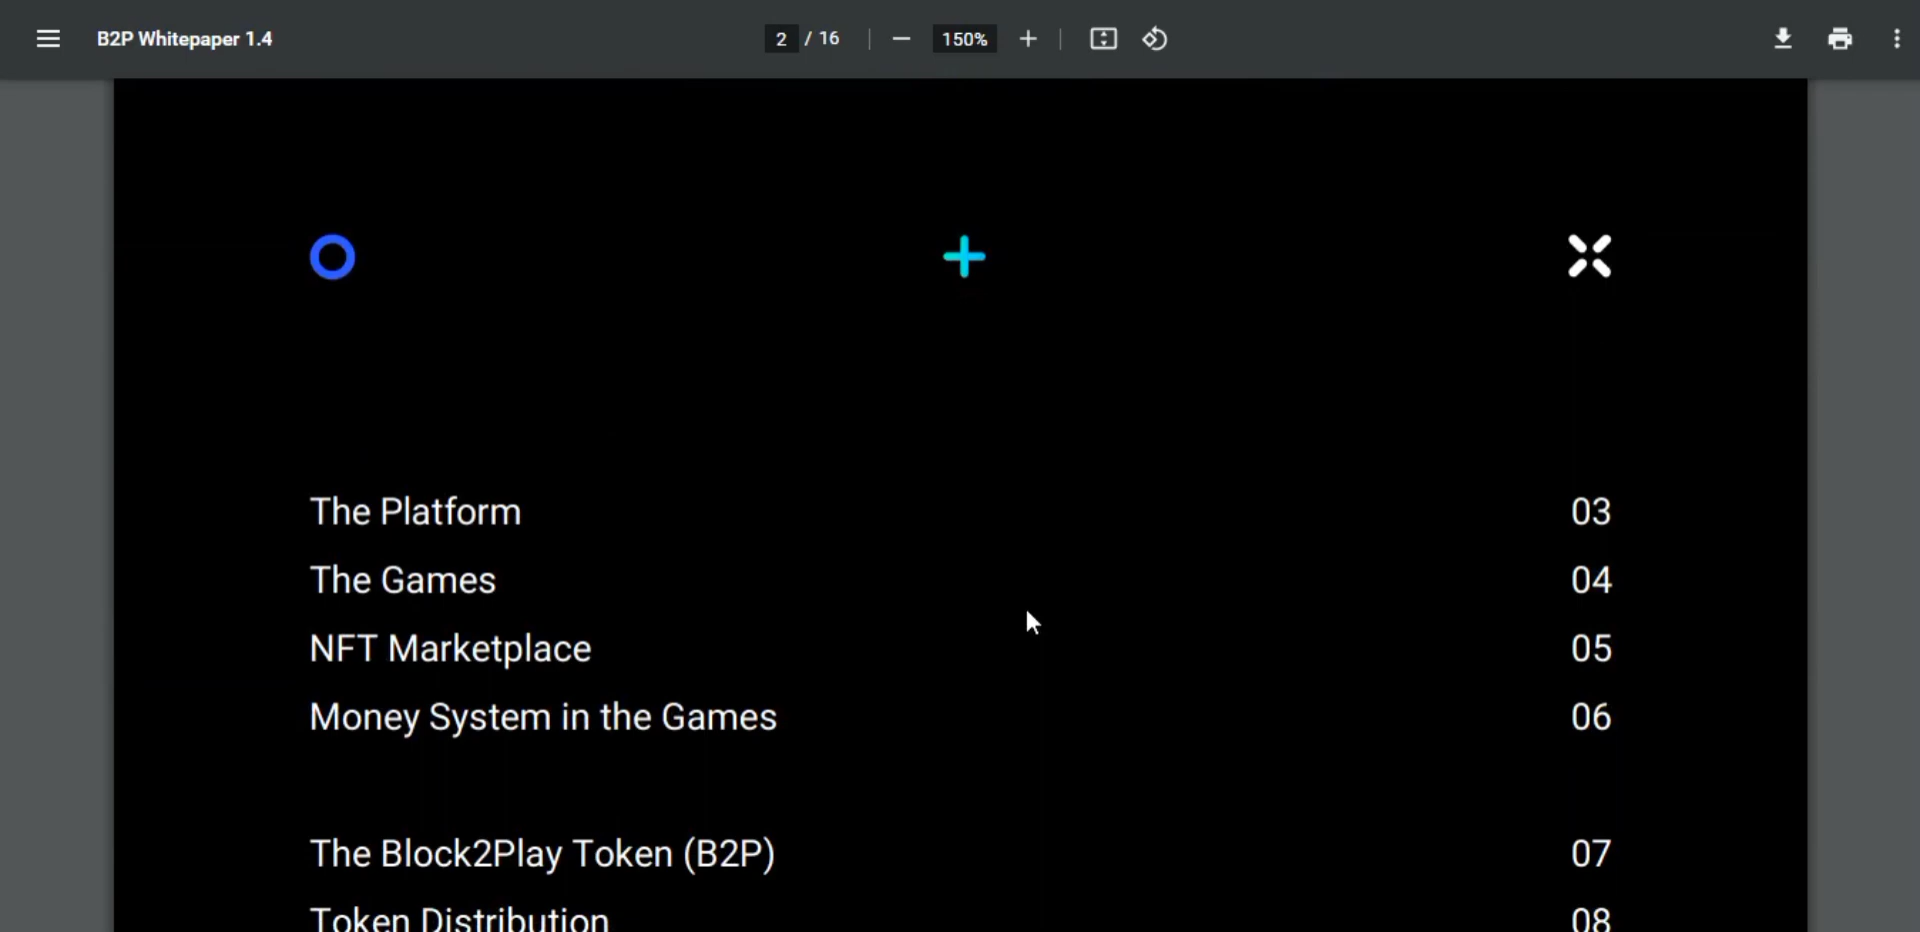 B2P Whitepaper 1.4
2 / 16
150%
The Platform 03
The Games 04
NFT Marketplace 05
Money System in the Games 06
The Block2Play Token (B2P) 07
Token Distribution 08